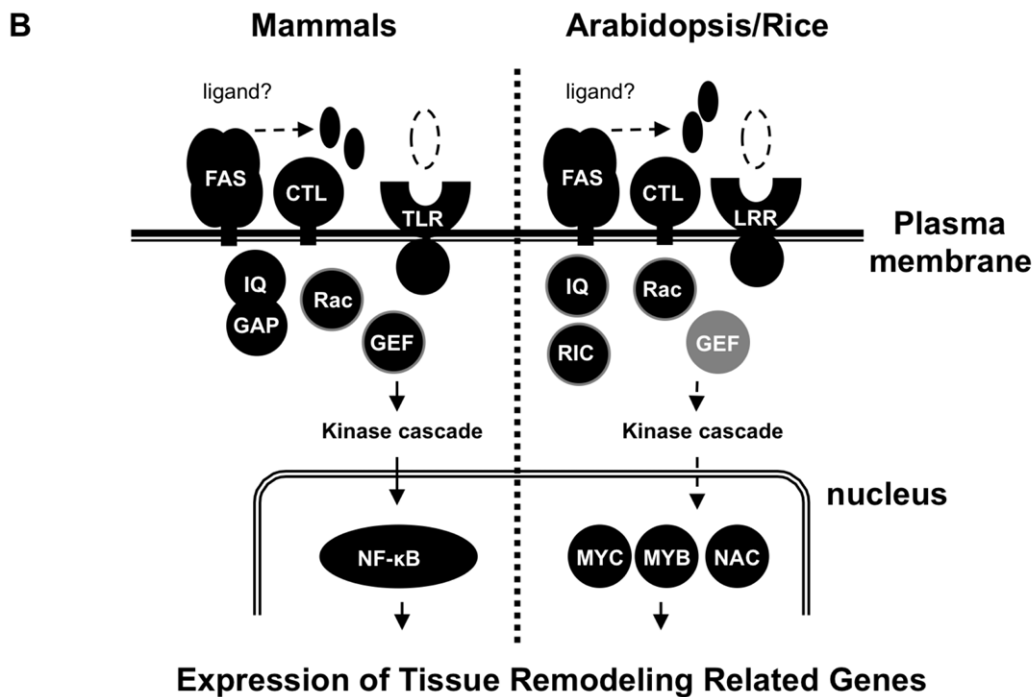 B
Mammals
Arabidopsis/Rice
ligand?
ligand?
FAS
CTL
TLR
FAS
CTL
LRR
Plasma
membrane
IQ
GAP
Rac
GEF
IQ
RIC
Rac
GEF
Kinase cascade
Kinase cascade
nucleus
NF-κB
MYC
MYB
NAC
Expression of Tissue Remodeling Related Genes